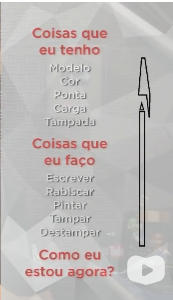 Coisas que
eu tenho
Modelo
Cor
Ponta
Carga
Tampada
Coisas que
eu faço
Escrever
Rabiscar
Pintar
Tampar
Destampar
Como eu
estou agora?